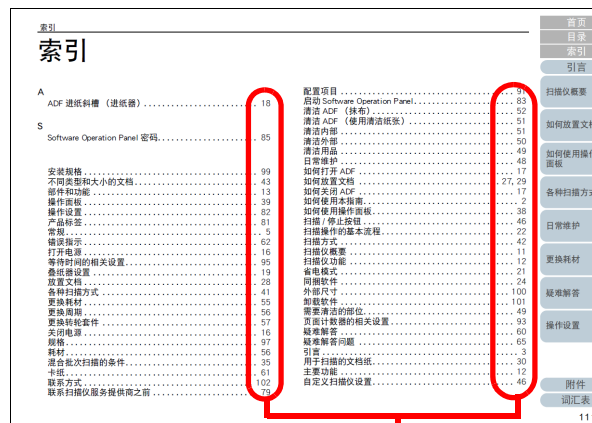 索引
索引
A
ADF 进纸斜槽 (进纸器) 18
S
Software Operation Panel 密码 85
安装规格 99
不同类型和大小的文档 43
部件和功能 13
操作面板 39
操作设置 82
产品标签 81
常规 5
错误指示 62
打开电源 16
等待时间的相关设置 95
叠纸器设置 19
放置文档 28
各种扫描方式 41
更换耗材 55
更换周期 56
更换转轮套件 57
关闭电源 16
规格 97
耗材 56
混合批次扫描的条件 35
卡纸 61
联系方式 102
联系扫描仪服务提供商之前 79
配置项目 91
启动 Software Operation Panel 83
清洁 ADF (抹布) 52
清洁 ADF (使用清洁纸张) 51
清洁内部 51
清洁外部 50
清洁用品 49
日常维护 48
如何打开 ADF 17
如何放置文档 27, 29
如何关闭 ADF 17
如何使用本指南 2
如何使用操作面板 38
扫描 / 停止按钮 46
扫描操作的基本流程 22
扫描方式 42
扫描仪概要 11
扫描仪功能 12
省电模式 21
同捆软件 24
外部尺寸 100
卸载软件 101
需要清洁的部位 49
页面计数器的相关设置 93
疑难解答 60
疑难解答问题 65
引言 3
用于扫描的文档纸 30
主要功能 12
自定义扫描仪设置 46
首页
目录
索引
引言
扫描仪概要
如何放置文档
如何使用操作
面板
各种扫描方式
日常维护
更换耗材
疑难解答
操作设置
附件
词汇表
11